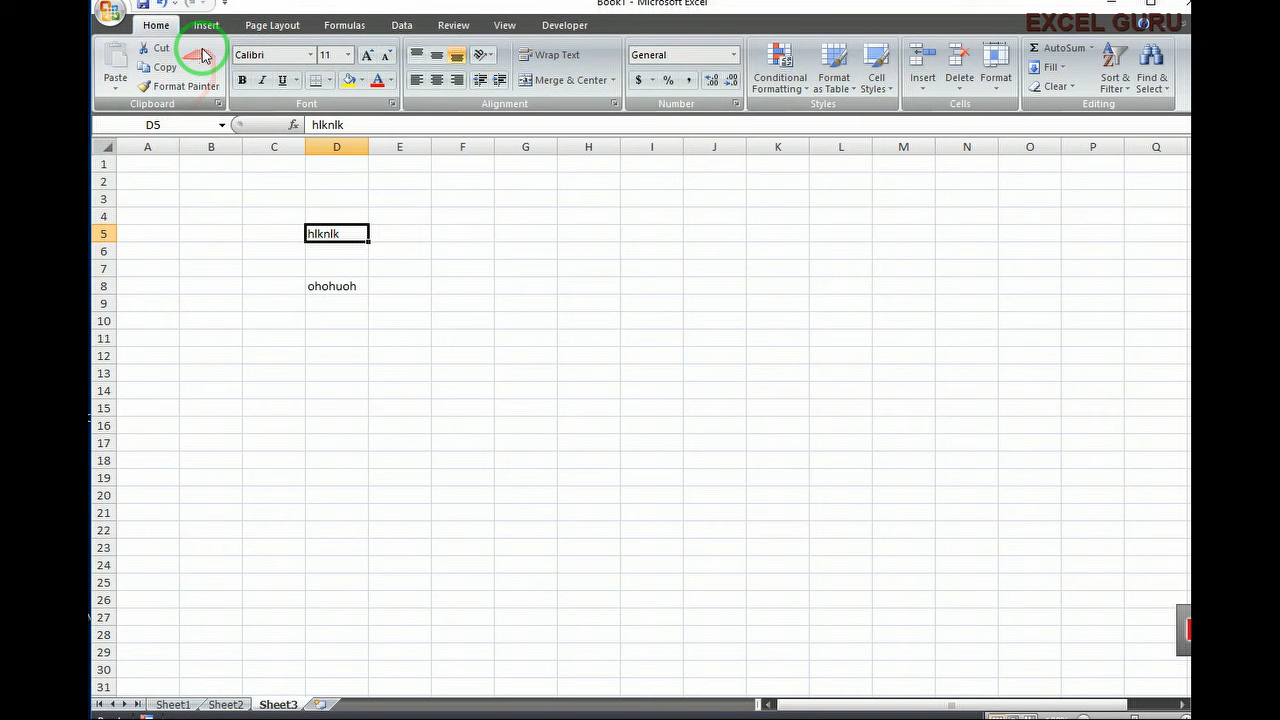 Book1 - Microsoft Excel
EXCEL GURU
Home Insert Page Layout Formulas Data Review View Developer
Cut
Copy
Format Painter
Paste
Clipboard
Calibri 11
B I U
Font
Wrap Text
Merge & Center
Alignment
General
$ % ,
Number
Conditional Formatting
Format as Table
Cell Styles
Styles
Insert Delete Format
Cells
Σ AutoSum
Fill
Clear
Sort & Filter
Find & Select
Editing
D5 fx hlknlk
A B C D E F G H I J K L M N O P Q
1
2
3
4
5 hlknlk
6
7
8 ohohuoh
9
10
11
12
13
14
15
16
17
18
19
20
21
22
23
24
25
26
27
28
29
30
31
Sheet1 Sheet2 Sheet3